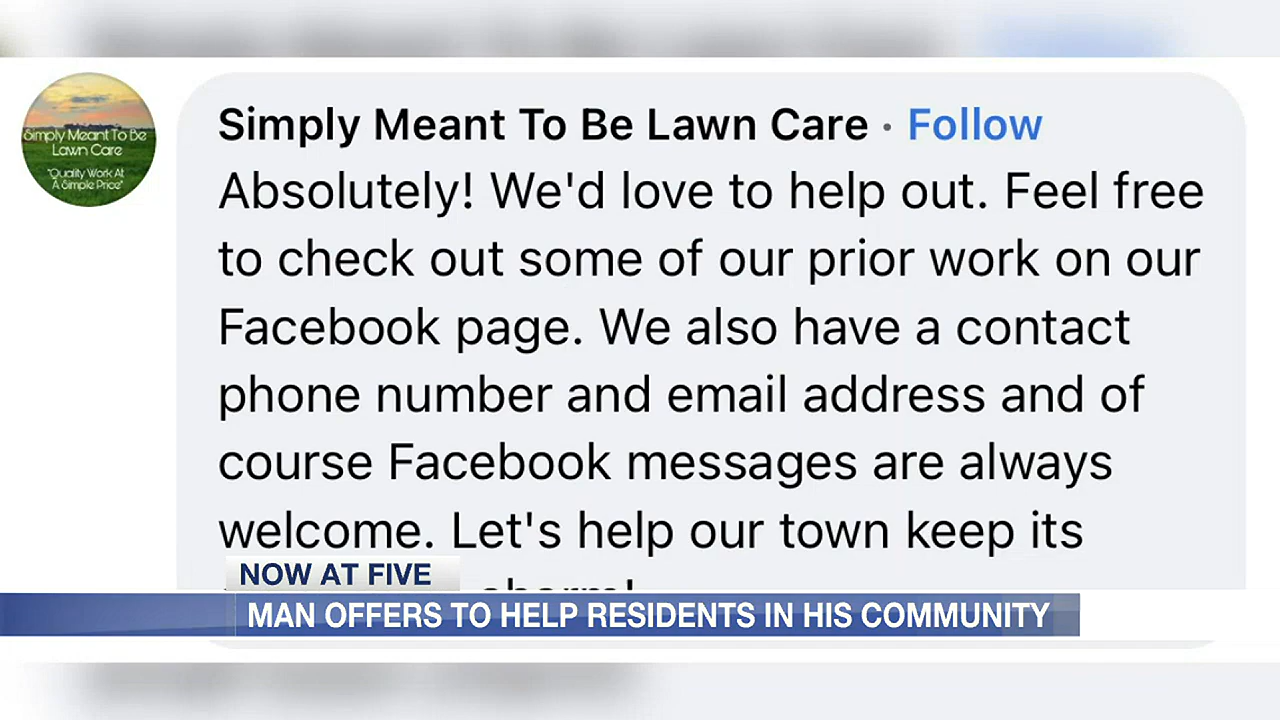 Simply Meant To Be
Lawn Care
"Quality Work At
A Simple Price"
Simply Meant To Be Lawn Care · Follow
Absolutely! We'd love to help out. Feel free
to check out some of our prior work on our
Facebook page. We also have a contact
phone number and email address and of
course Facebook messages are always
welcome. Let's help our town keep its
charm!
NOW AT FIVE
MAN OFFERS TO HELP RESIDENTS IN HIS COMMUNITY